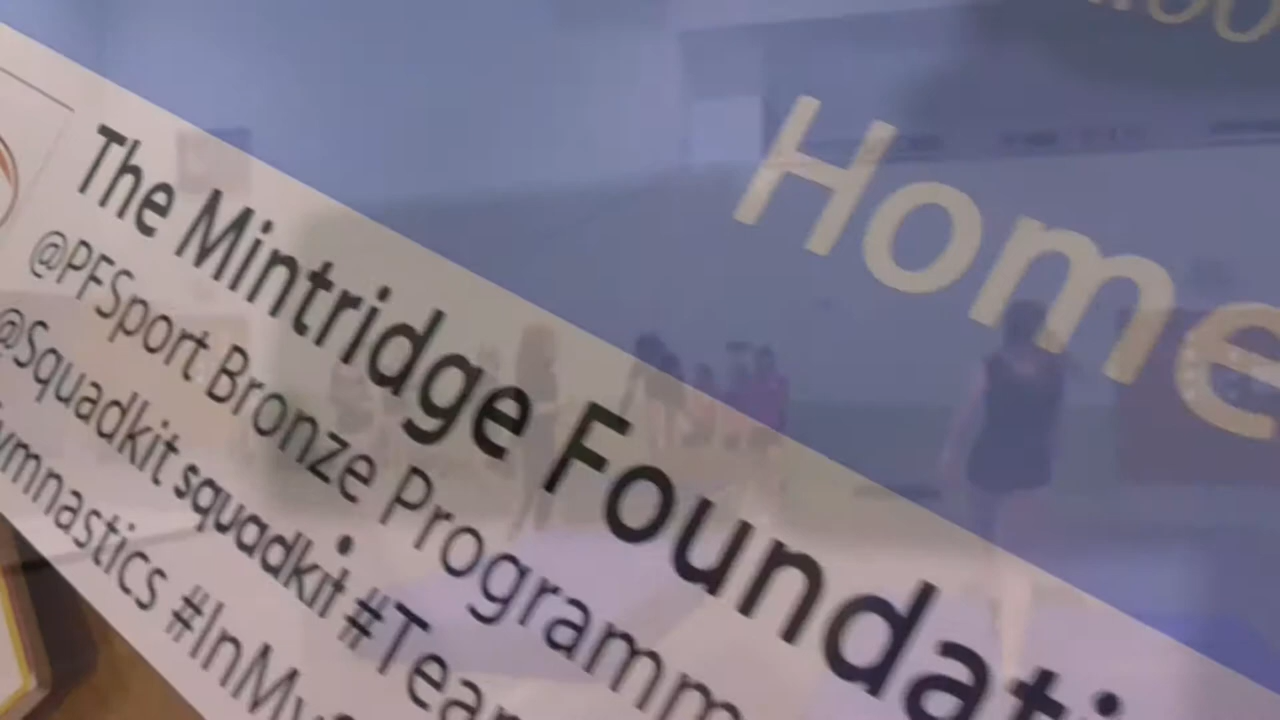 Home
The Mintridge Foundati
@PFSport Bronze Programm
@Squadkit squadkit #Tea
ymnastics #InMy